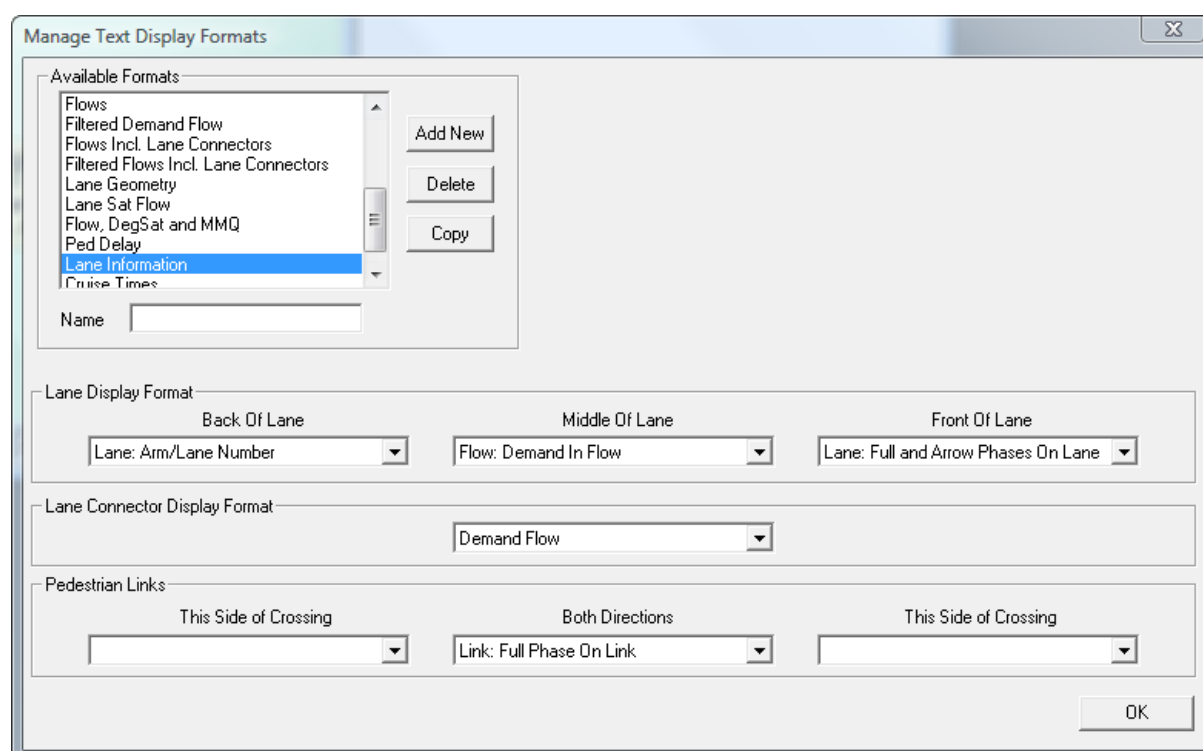 Manage Text Display Formats
Available Formats
Flows
Filtered Demand Flow
Flows Incl. Lane Connectors
Filtered Flows Incl. Lane Connectors
Lane Geometry
Lane Sat Flow
Flow, DegSat and MMQ
Ped Delay
Lane Information
Cruise Times
Add New
Delete
Copy
Name
Lane Display Format
Back Of Lane Middle Of Lane Front Of Lane
Lane: Arm/Lane Number Flow: Demand In Flow Lane: Full and Arrow Phases On Lane
Lane Connector Display Format
Demand Flow
Pedestrian Links
This Side of Crossing Both Directions This Side of Crossing
Link: Full Phase On Link
OK